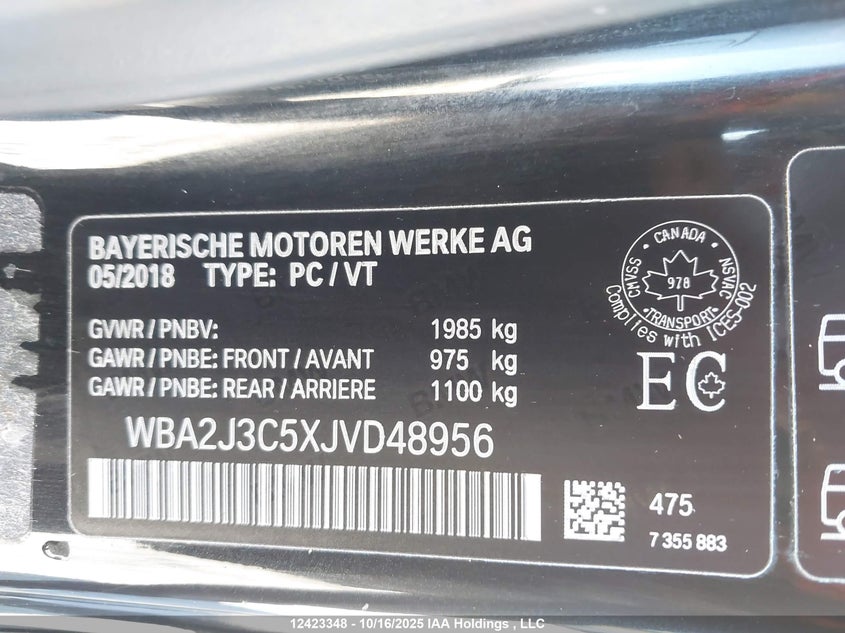 BAYERISCHE MOTOREN WERKE AG
05/2018 TYPE: PC / VT
GVWR / PNBV: 1985 kg
GAWR / PNBE: FRONT / AVANT 975 kg
GAWR / PNBE: REAR / ARRIERE 1100 kg
WBA2J3C5XJVD48956
CANADA
CMVSS 978 NSVAC
TRANSPORT
Complies with ICES-002
EC
475
7 355 883
12423348 - 10/16/2025 IAA Holdings , LLC